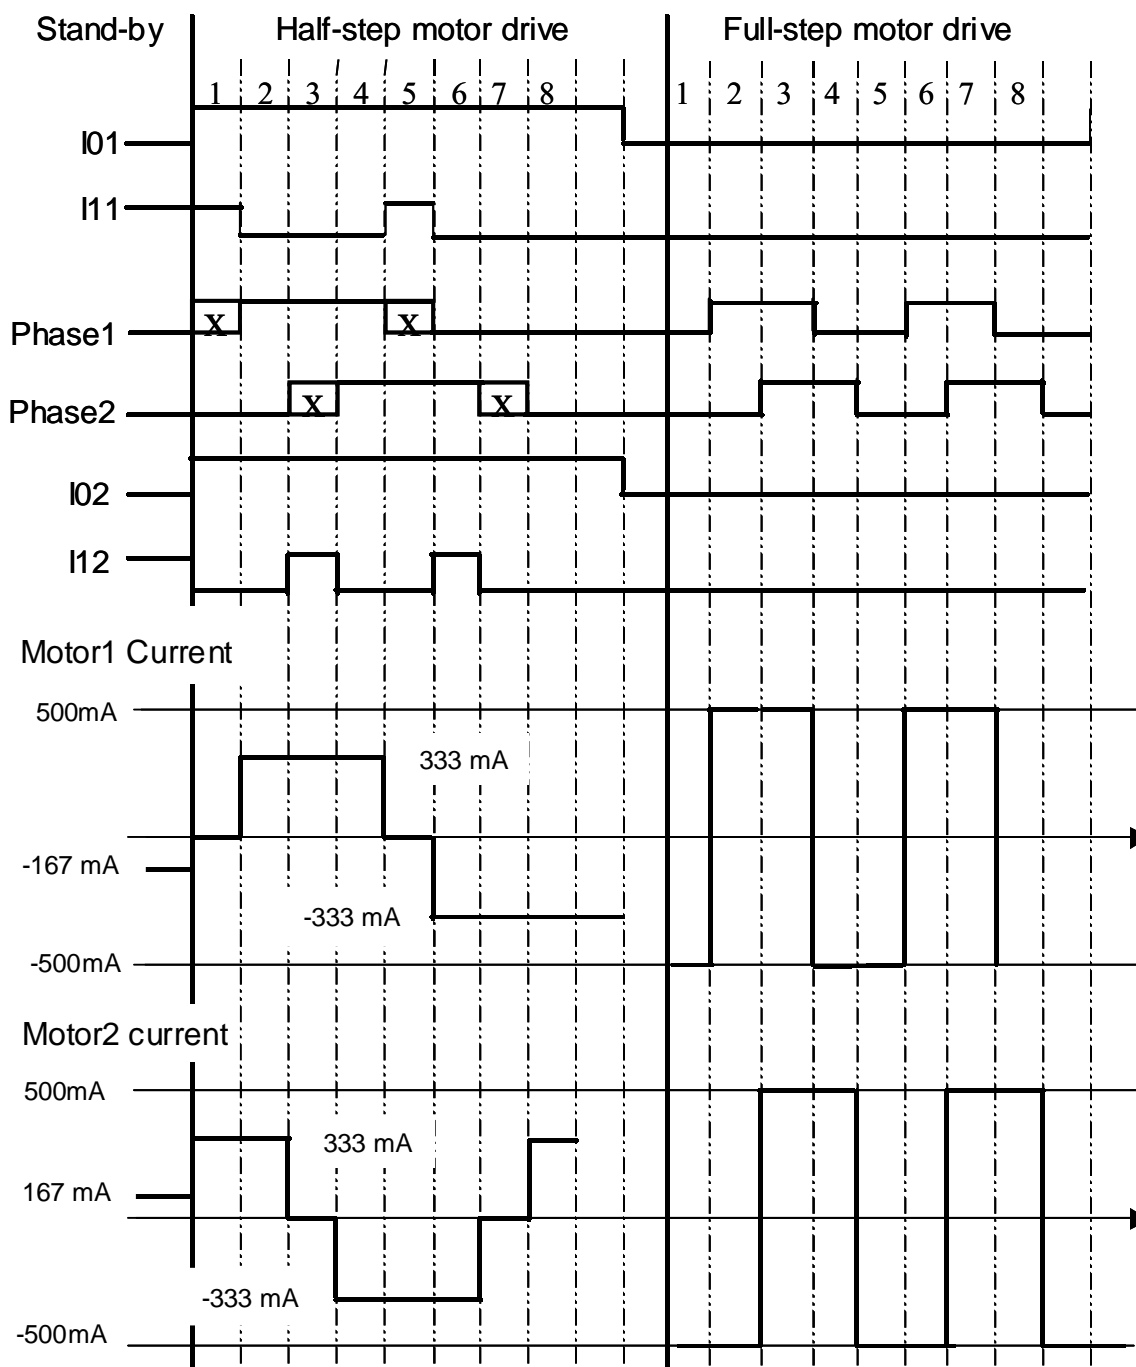 Stand-by Half-step motor drive Full-step motor drive
1 2 3 4 5 6 7 8 1 2 3 4 5 6 7 8
I01
I11
Phase1 X X
Phase2 X X
I02
I12
Motor1 Current
500mA
333 mA
-167 mA
-333 mA
-500mA
Motor2 current
500mA
333 mA
167 mA
-333 mA
-500mA